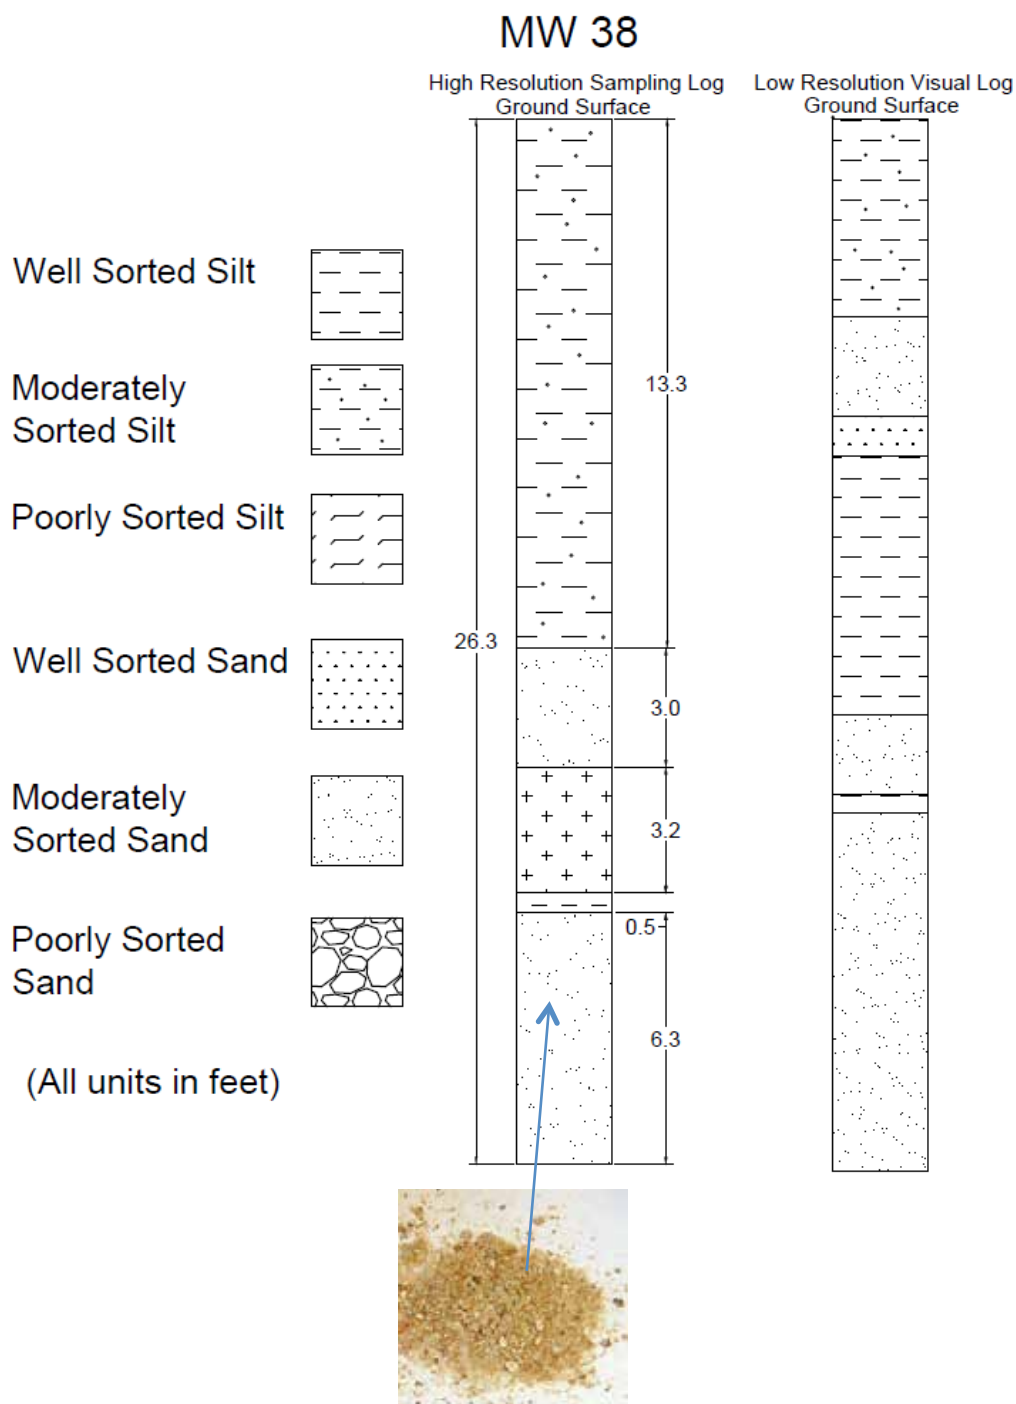 MW 38
High Resolution Sampling Log
Ground Surface
Low Resolution Visual Log
Ground Surface
Well Sorted Silt
Moderately
Sorted Silt
Poorly Sorted Silt
Well Sorted Sand
Moderately
Sorted Sand
Poorly Sorted
Sand
(All units in feet)
13.3
26.3
3.0
3.2
0.5
6.3